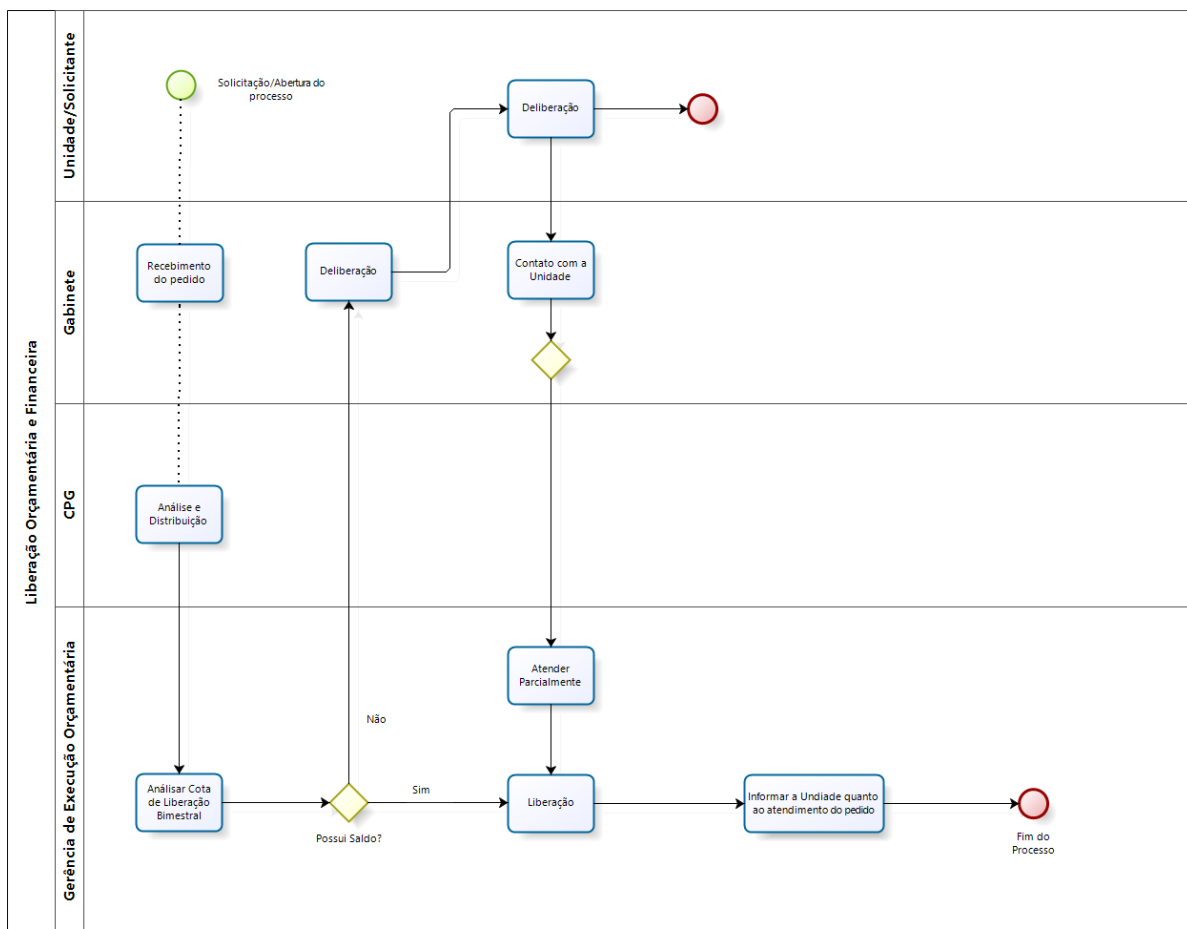 Liberação Orçamentária e Financeira
Unidade/Solicitante
Solicitação/Abertura do
processo
Deliberação
Gabinete
Recebimento
do pedido
Deliberação
Contato com a
Unidade
CPG
Análise e
Distribuição
Gerência de Execução Orçamentária
Atender
Parcialmente
Não
Análisar Cota
de Liberação
Bimestral
Possui Saldo?
Sim
Liberação
Informar a Undiade quanto
ao atendimento do pedido
Fim do
Processo